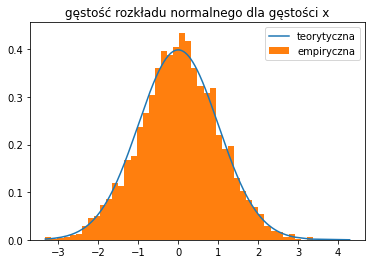 gęstość rozkładu normalnego dla gęstości x
teorytyczna
empiryczna
0.4
0.3
0.2
0.1
0.0
−3 −2 −1 0 1 2 3 4